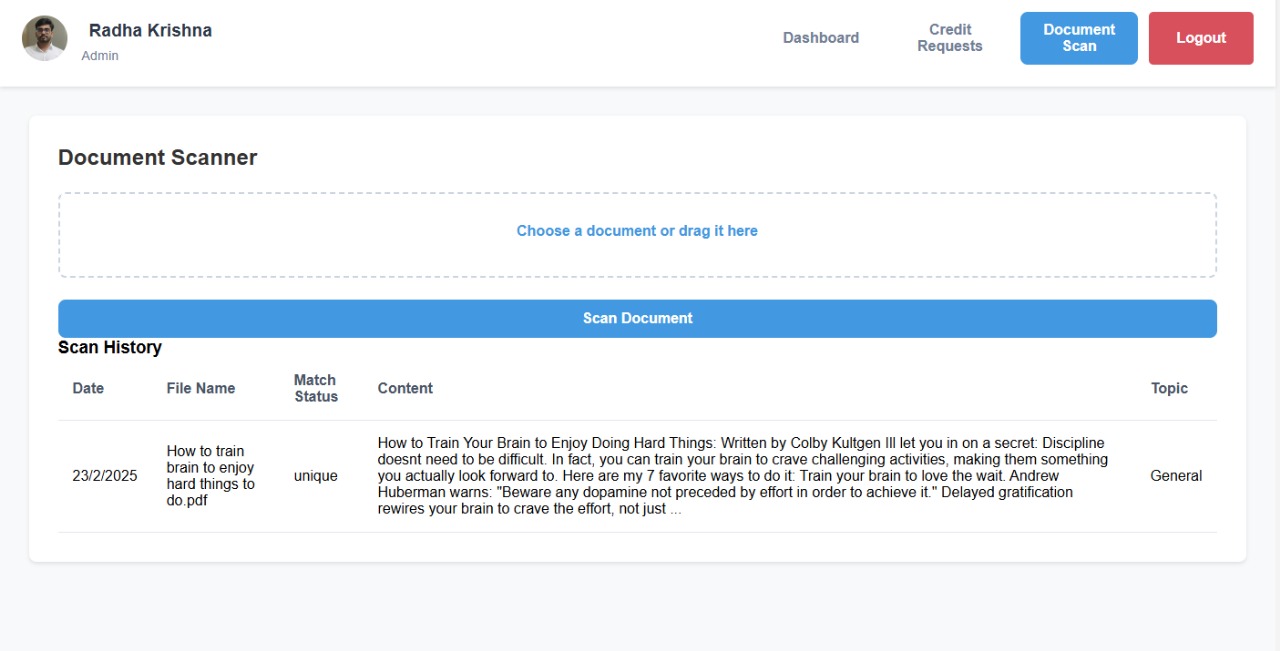 Radha Krishna
Admin
Dashboard
Credit
Requests
Document
Scan
Logout
Document Scanner
Choose a document or drag it here
Scan Document
Scan History
Date
File Name
Match
Status
Content
Topic
23/2/2025
How to train
brain to enjoy
hard things to
do.pdf
unique
How to Train Your Brain to Enjoy Doing Hard Things: Written by Colby Kultgen Ill let you in on a secret: Discipline
doesnt need to be difficult. In fact, you can train your brain to crave challenging activities, making them something
you actually look forward to. Here are my 7 favorite ways to do it: Train your brain to love the wait. Andrew
Huberman warns: "Beware any dopamine not preceded by effort in order to achieve it." Delayed gratification
rewires your brain to crave the effort, not just ...
General